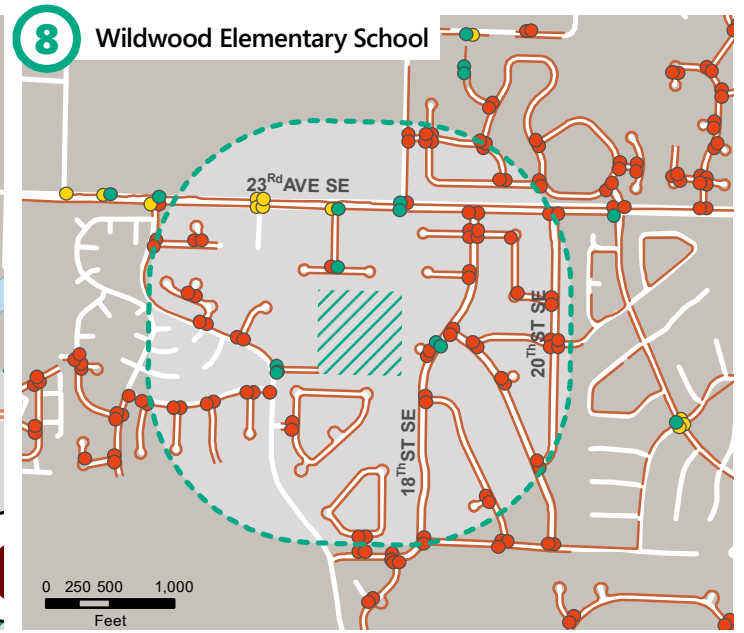 8 Wildwood Elementary School
23Rd AVE SE
20Th ST SE
18Th ST SE
0 250 500 1,000
Feet